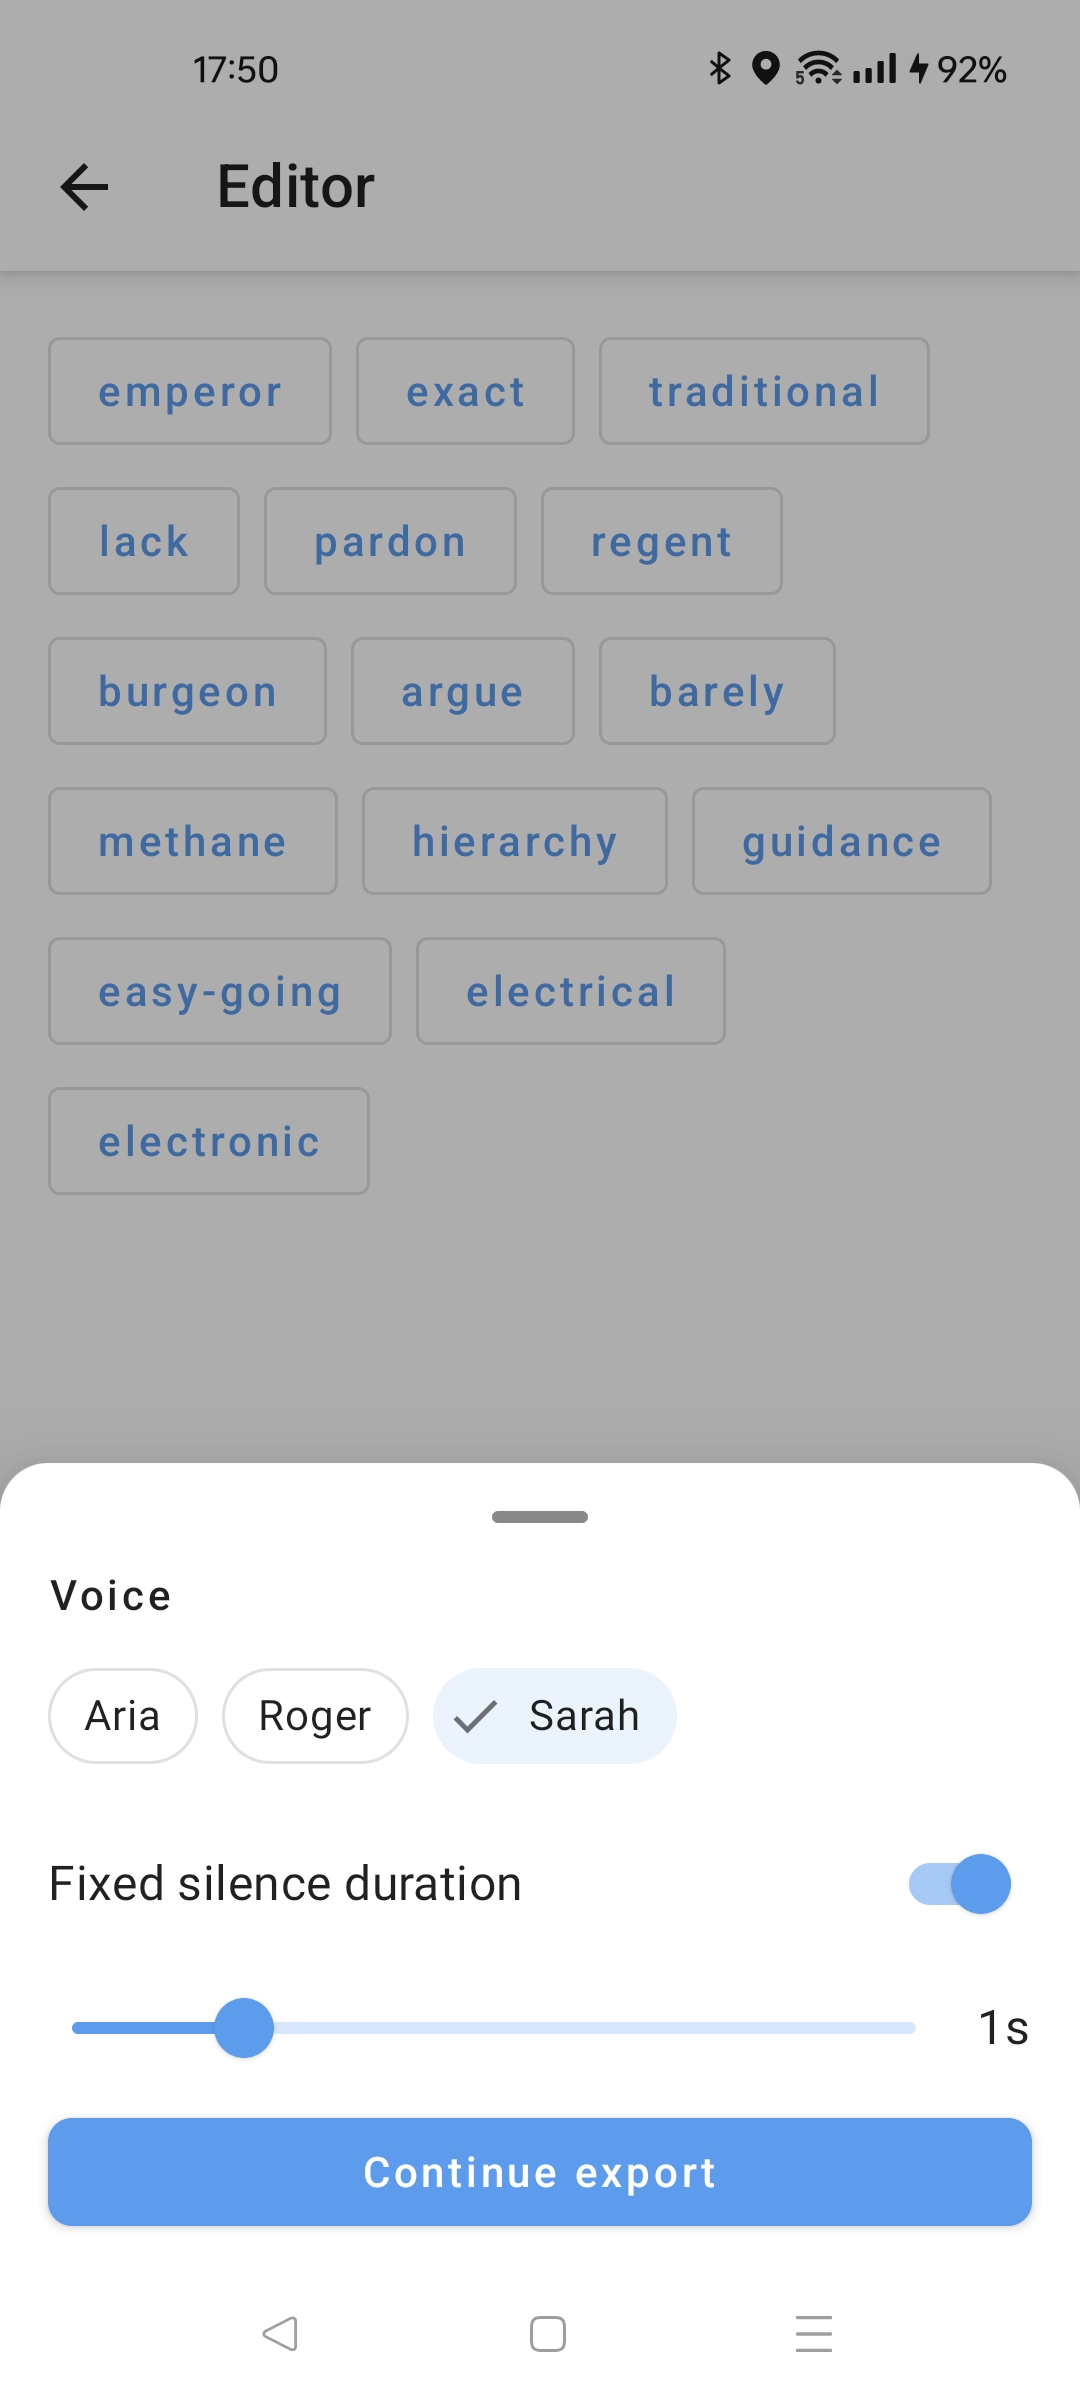 17:50 5 92%
Editor
emperor exact traditional
lack pardon regent
burgeon argue barely
methane hierarchy guidance
easy-going electrical
electronic
Voice
Aria Roger Sarah
Fixed silence duration
1s
Continue export